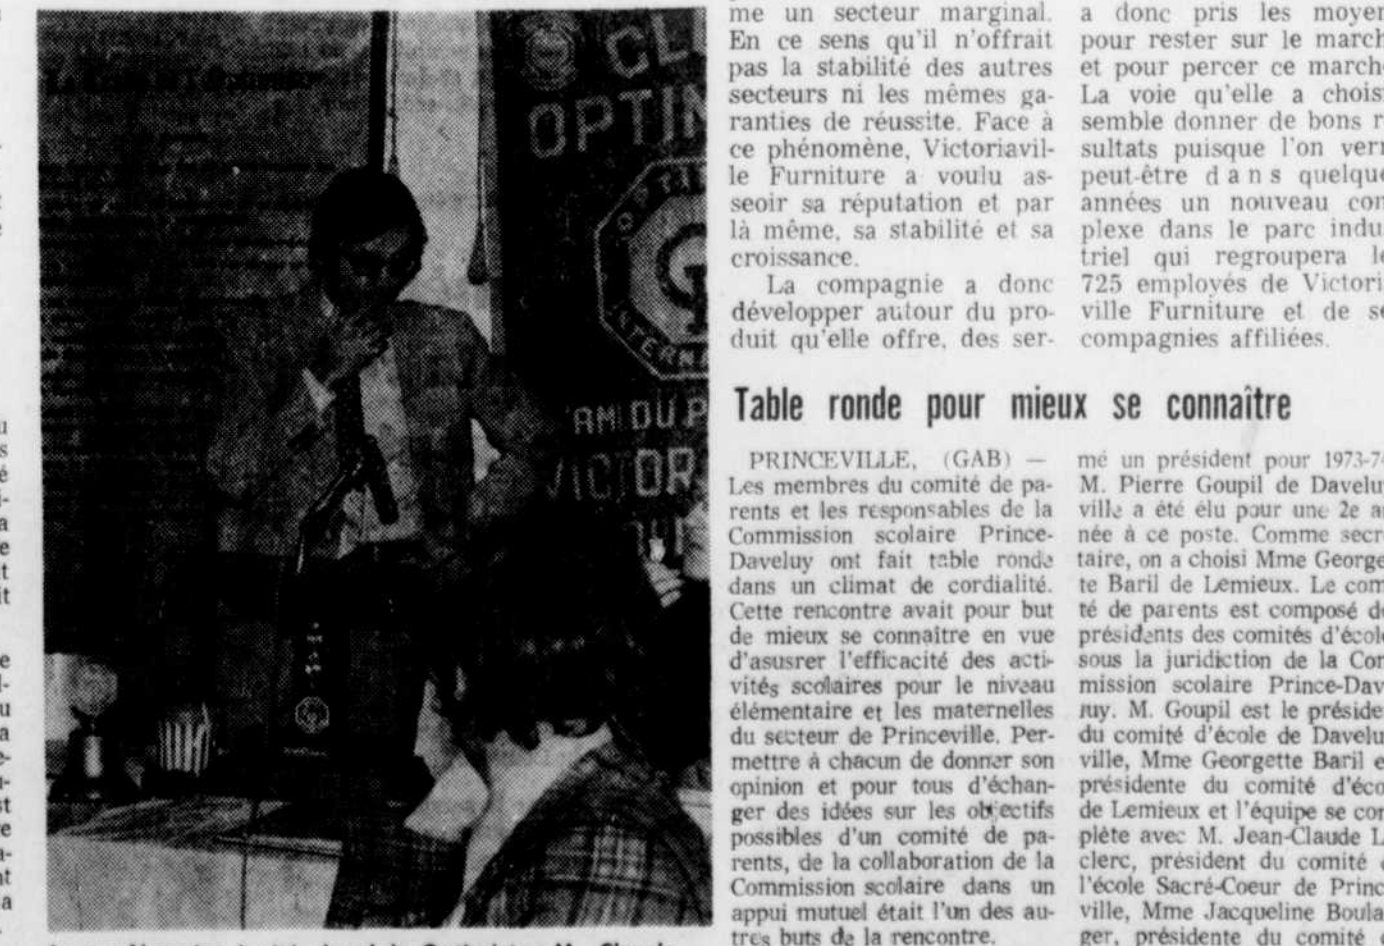 CL
OPTIM
OPTI
INTERNA
AMI DU P
VICTOR
me un secteur marginal.
En ce sens qu'il n'offrait
pas la stabilité des autres
secteurs ni les mêmes ga-
ranties de réussite. Face à
ce phénomène, Victoriavil-
le Furniture a voulu as-
seoir sa réputation et par
là même, sa stabilité et sa
croissance.
La compagnie a donc
développer autour du pro-
duit qu'elle offre, des ser-
a donc pris les moyen
pour rester sur le march
et pour percer ce march
La voie qu'elle a chois
semble donner de bons r
sultats puisque l'on verr
peut-être dans quelque
années un nouveau con
plexe dans le parc indu
triel qui regroupera le
725 employés de Victori
ville Furniture et de se
compagnies affiliées.
Table ronde pour mieux se connaître
PRINCEVILLE, (GAB) —
Les membres du comité de pa-
rents et les responsables de la
Commission scolaire Prince-
Daveluy ont fait table ronde
dans un climat de cordialité.
Cette rencontre avait pour but
de mieux se connaître en vue
d'asusrer l'efficacité des acti-
vités scolaires pour le niveau
élémentaire et les maternelles
du secteur de Princeville. Per-
mettre à chacun de donner son
opinion et pour tous d'échan-
ger des idées sur les objectifs
possibles d'un comité de pa-
rents, de la collaboration de la
Commission scolaire dans un
appui mutuel était l'un des au-
tres buts de la rencontre.
mé un président pour 1973-74
M. Pierre Goupil de Davelu
ville a été élu pour une 2e an
née à ce poste. Comme secré
taire, on a choisi Mme George
te Baril de Lemieux. Le com
té de parents est composé de
présidents des comités d'école
sous la juridiction de la Com
mission scolaire Prince-Dav
luy. M. Goupil est le présiden
du comité d'école de Davelu
ville, Mme Georgette Baril e
présidente du comité d'éco
de Lemieux et l'équipe se com
plète avec M. Jean-Claude L
clerc, président du comité d
l'école Sacré-Coeur de Princ
ville, Mme Jacqueline Boula
ger, présidente du comité d